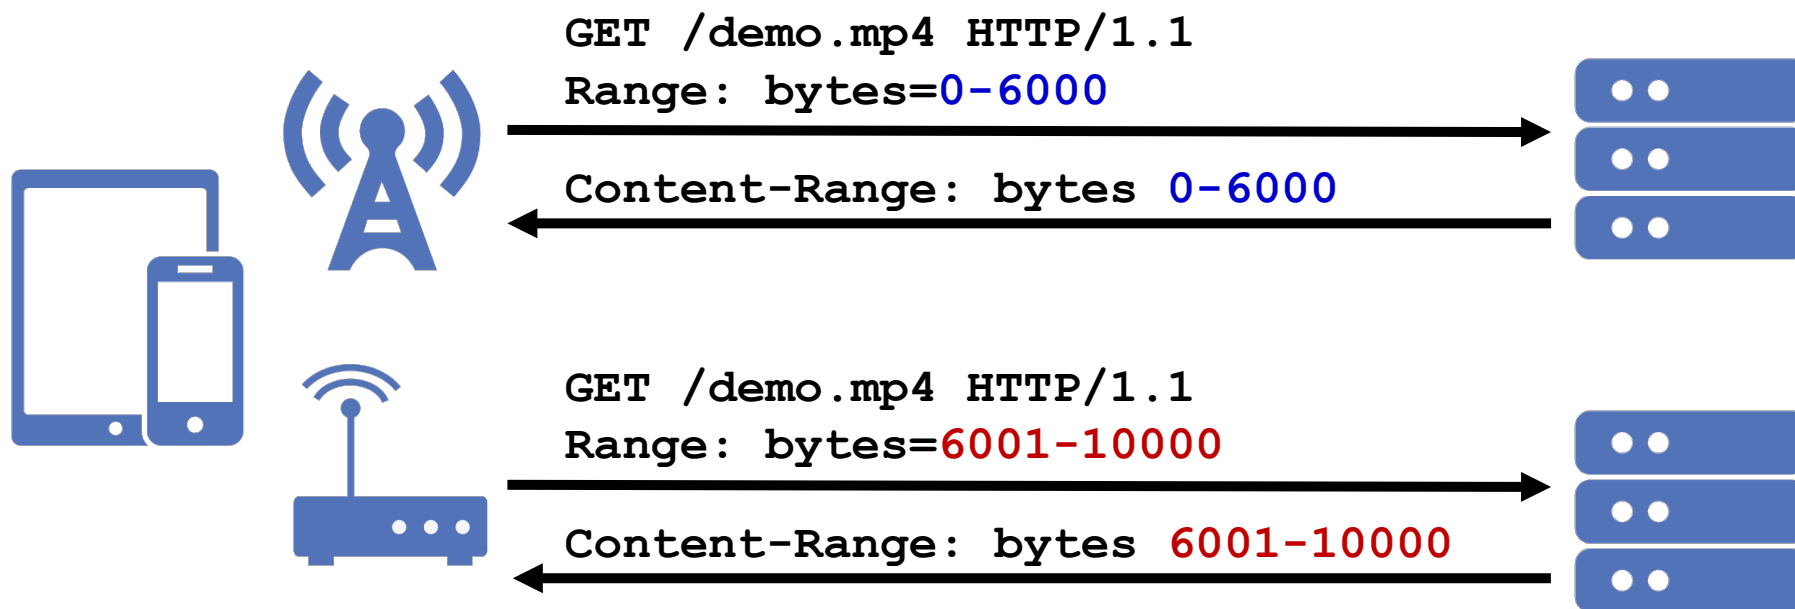 GET /demo.mp4 HTTP/1.1
Range: bytes=0-6000
Content-Range: bytes 0-6000
GET /demo.mp4 HTTP/1.1
Range: bytes=6001-10000
Content-Range: bytes 6001-10000